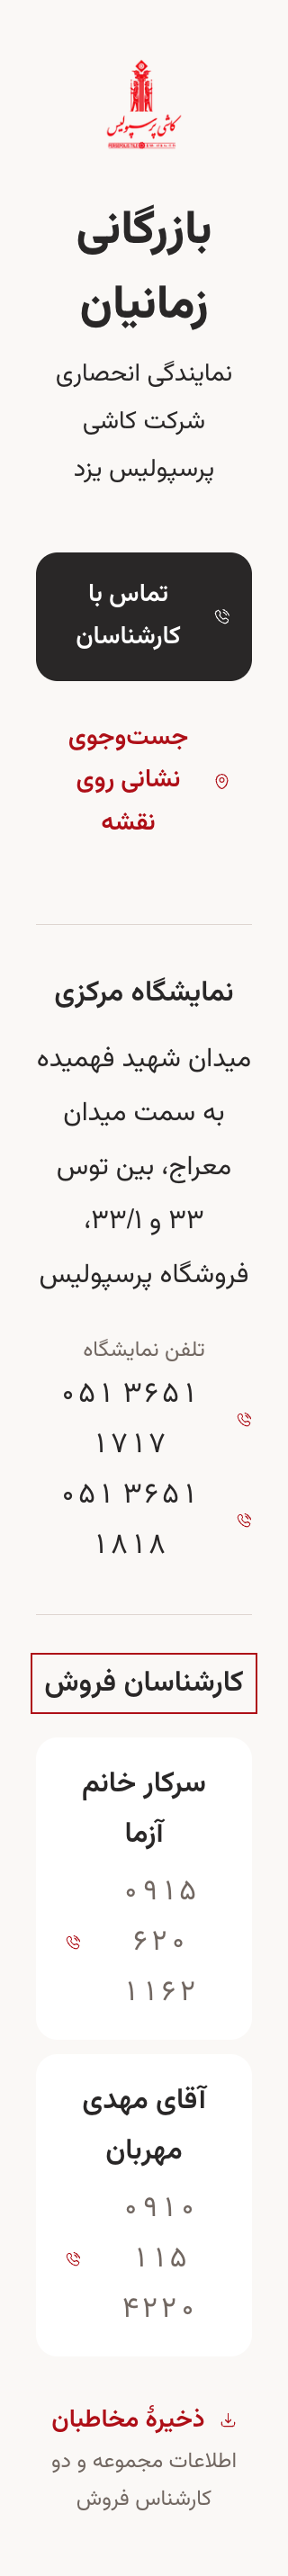 کاشی پرسپولیس
PERSEPOLIS TILE
بازرگانی
زمانیان
نمایندگی انحصاری
شرکت کاشی
پرسپولیس یزد
تماس با
کارشناسان
جست‌وجوی
نشانی روی
نقشه
نمایشگاه مرکزی
میدان شهید فهمیده
به سمت میدان
معراج، بین توس
۳۳ و ۳۳/۱،
فروشگاه پرسپولیس
تلفن نمایشگاه
۰۵۱ ۳۶۵۱
۱۷۱۷
۰۵۱ ۳۶۵۱
۱۸۱۸
کارشناسان فروش
سرکار خانم
آزما
۰۹۱۵
۶۲۰
۱۱۶۲
آقای مهدی
مهربان
۰۹۱۰
۱۱۵
۴۲۲۰
ذخیرهٔ مخاطبان
اطلاعات مجموعه و دو
کارشناس فروش